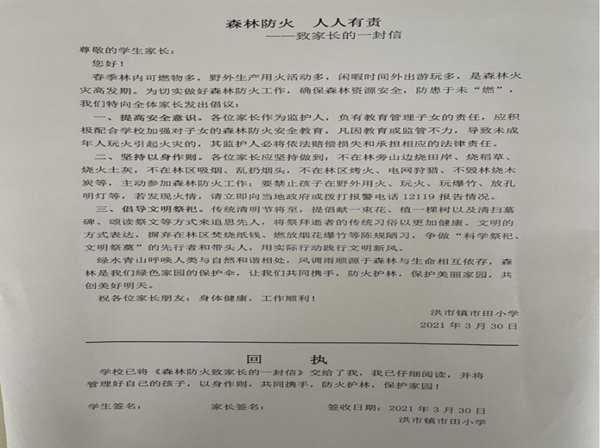 森林防火　人人有责
——致家长的一封信
尊敬的学生家长：
您好！
春季林内可燃物多，野外生产用火活动多，闲暇时间外出游玩多，是森林火
灾高发期。为切实做好森林防火工作，确保森林资源安全，防患于未“燃”，
我们特向全体家长发出倡议：
一、提高安全意识。各位家长作为监护人，负有教育管理子女的责任，应积
极配合学校加强对子女的森林防火安全教育，凡因教育或监管不力，导致未成
年人玩火引起火灾的，其监护人必将依法赔偿损失和承担相应的法律责任。
二、坚持以身作则。各位家长应坚持做到：不在林旁山边烧田岸、烧稻草、
烧火土灰，不在林区吸烟、乱扔烟头，不在林区烤火、电网狩猎、不毁林烧木
炭等，主动参加森林防火工作；要禁止孩子在野外用火、玩火、玩爆竹、放孔
明灯等，若发现火情，请立即向当地政府或拨打报警电话 12119 报告情况。
三、倡导文明祭祀。传统清明节将至，提倡献一束花、植一棵树以及清扫墓
碑、颂读祭文等方式来追思先人，将祭拜逝者的传统习俗以更加健康、文明的
方式表达，摒弃在林区焚烧纸钱、燃放烟花爆竹等陈规陋习，争做“科学祭祀、
文明祭奠”的先行者和带头人，用实际行动践行文明新风。
绿水青山呼唤人类与自然和谐相处，风调雨顺源于森林与生命相互依存，森
林是我们绿色家园的保护伞，让我们共同携手，防火护林，保护美丽家园，共
创美好明天。
祝各位家长朋友：身体健康，工作顺利！
洪市镇市田小学
2021 年 3 月 30 日
回　执
学校已将《森林防火致家长的一封信》交给了我，我已仔细阅读，并将
管理好自己的孩子，以身作则，共同携手，防火护林，保护家园！
学生签名：　家长签名：　签收日期：2021 年 3 月 30 日
洪市镇市田小学